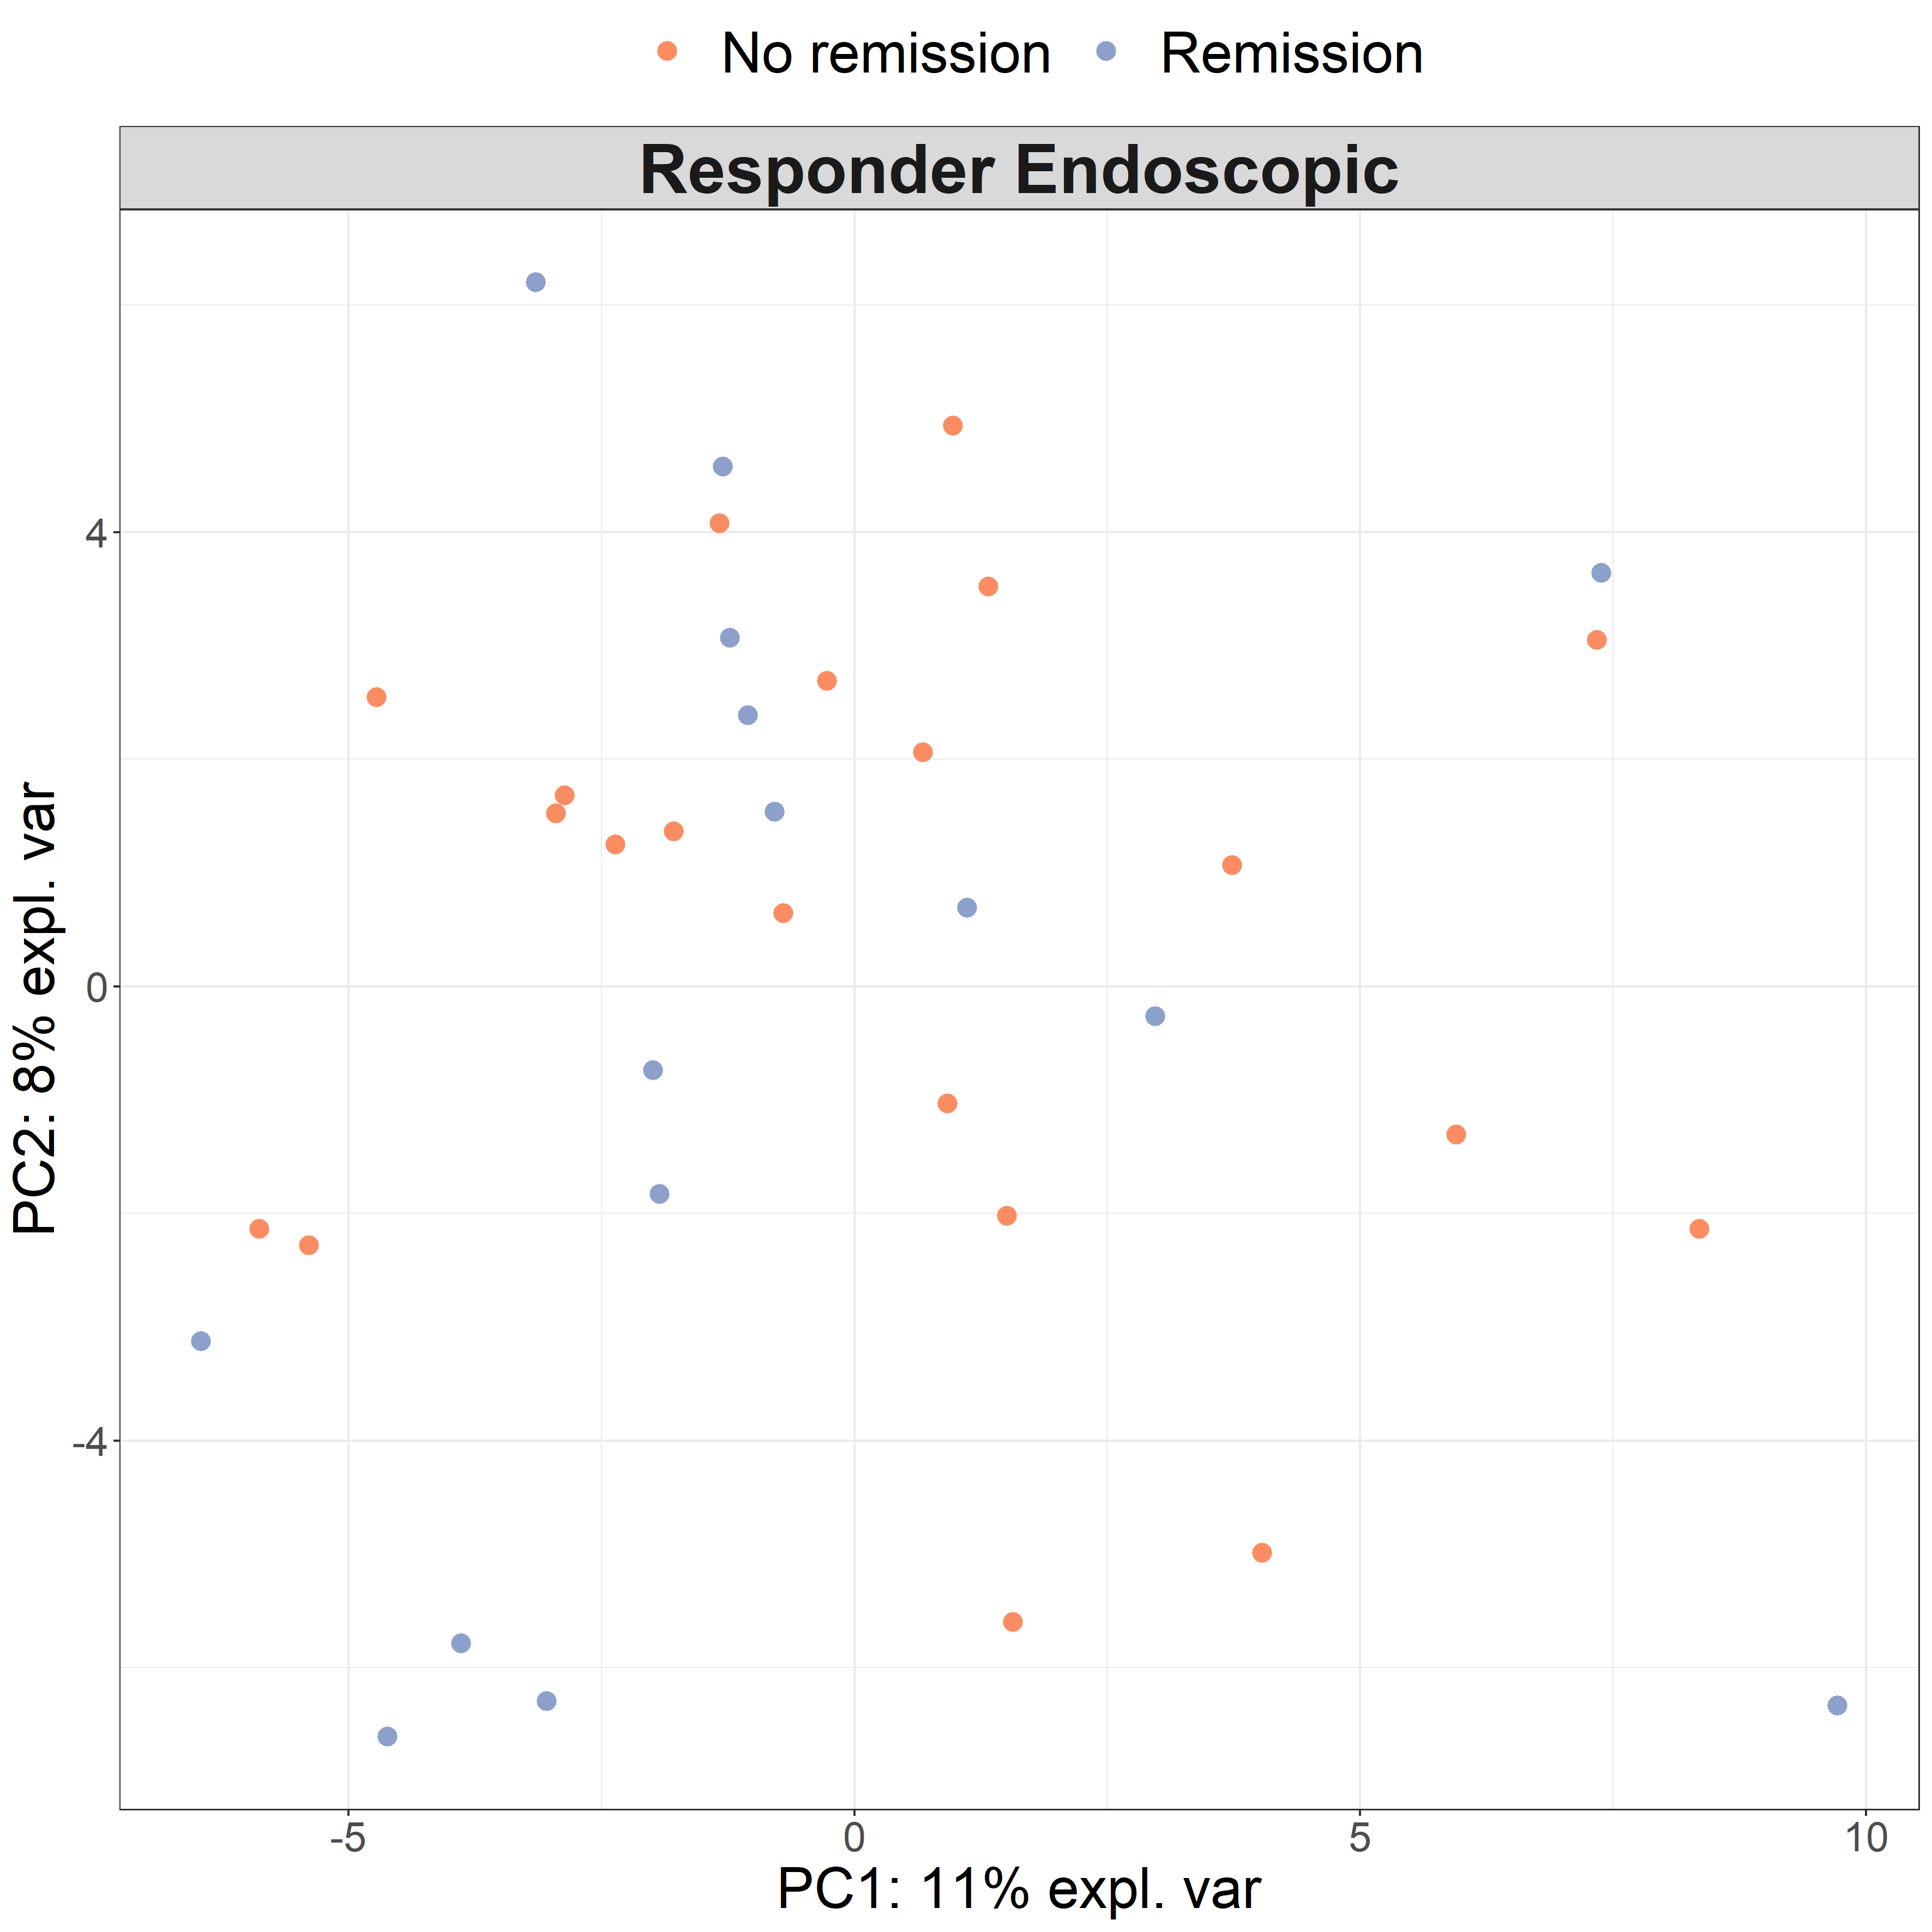 No remission Remission
Responder Endoscopic
4
0
-4
PC2: 8% expl. var
-5 0 5 10
PC1: 11% expl. var